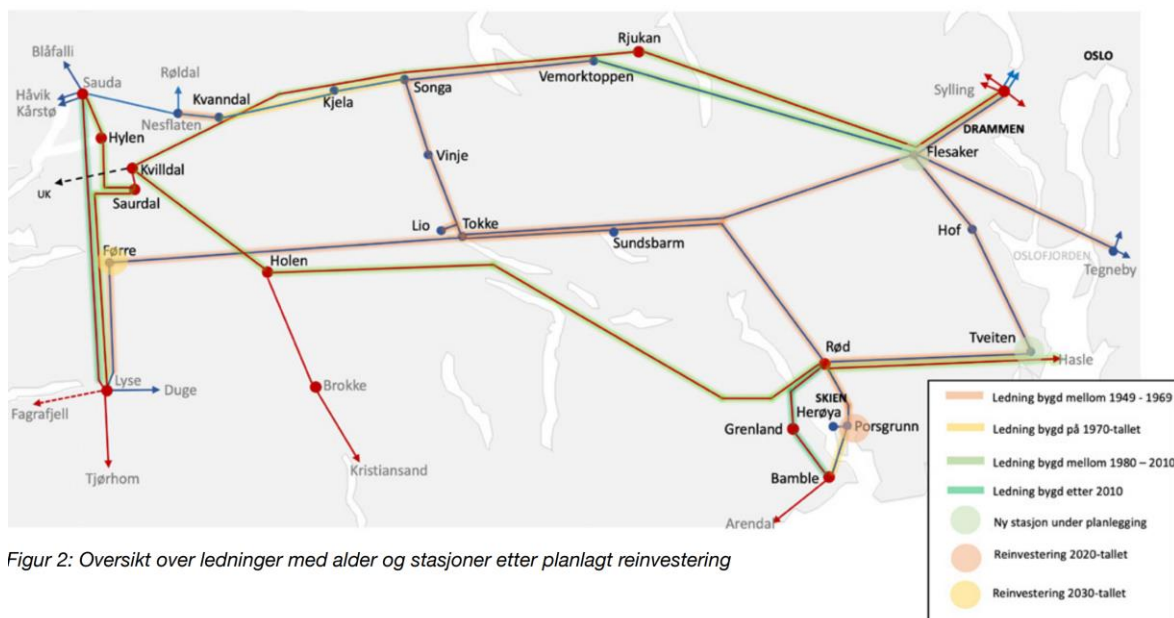 Blåfalli
Sauda
Røldal
Håvik
Kårstø
Kvanndal
Nesflaten
Kjela
Songa
Vemorktoppen
Rjukan
OSLO
Sylling
DRAMMEN
Flesaker
Hylen
Kvilldal
UK
Saurdal
Vinje
Lio
Tokke
Sundsbarm
Hof
OSLOFJORDEN
Tegneby
Førre
Holen
Tveiten
Hasle
Rød
Lyse
Duge
Fagrafjell
Tjørhom
Brokke
Kristiansand
SKIEN
Herøya
Porsgrunn
Grenland
Bamble
Arendal
Ledning bygd mellom 1949 - 1969
Ledning bygd på 1970-tallet
Ledning bygd mellom 1980 – 2010
Ledning bygd etter 2010
Ny stasjon under planlegging
Reinvestering 2020-tallet
Reinvestering 2030-tallet
Figur 2: Oversikt over ledninger med alder og stasjoner etter planlagt reinvestering